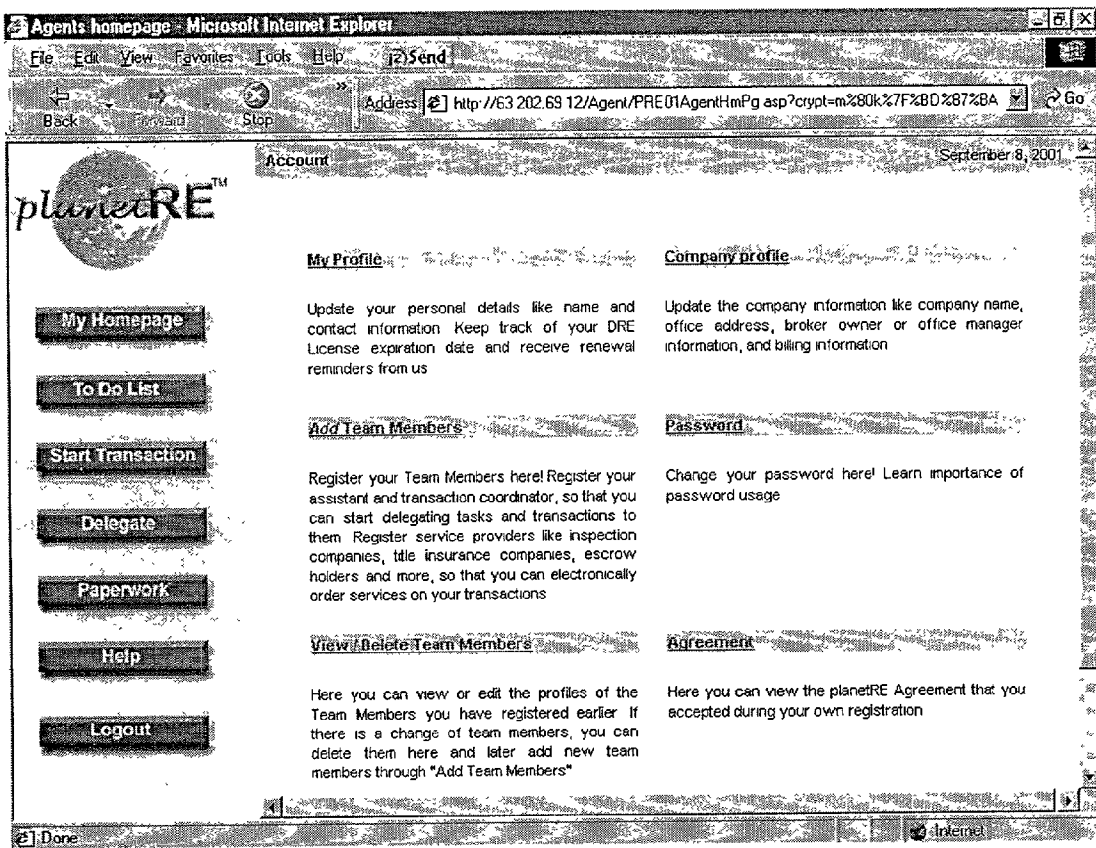 Agents homepage - Microsoft Internet Explorer
File Edit View Favorites Tools Help Send
Back Forward Stop » Address http://63 202.69 12/Agent/PRE01AgentHmPg asp?crypt=m%80k%7F%BD%87%BA Go
planetRE™
Account September 8, 2001
My Homepage
To Do List
Start Transaction
Delegate
Paperwork
Help
Logout
My Profile
Update your personal details like name and
contact information Keep track of your DRE
License expiration date and receive renewal
reminders from us
Company profile
Update the company information like company name,
office address, broker owner or office manager
information, and billing information
Add Team Members
Register your Team Members here! Register your
assistant and transaction coordinator, so that you
can start delegating tasks and transactions to
them Register service providers like inspection
companies, title insurance companies, escrow
holders and more, so that you can electronically
order services on your transactions
Password
Change your password here! Learn importance of
password usage
View / Delete Team Members
Here you can view or edit the profiles of the
Team Members you have registered earlier If
there is a change of team members, you can
delete them here and later add new team
members through "Add Team Members"
Agreement
Here you can view the planetRE Agreement that you
accepted during your own registration
Done Internet